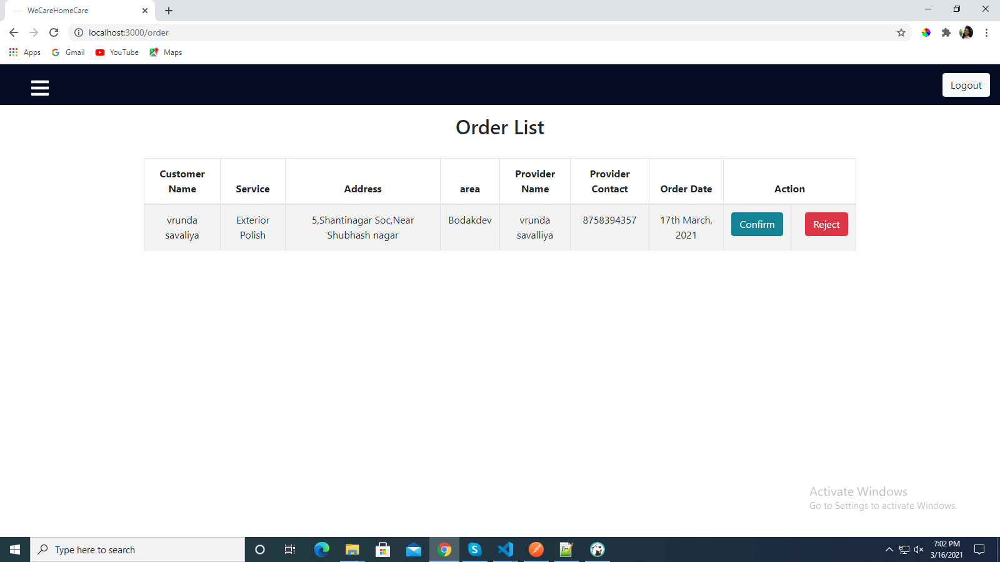 WeCareHomeCare
localhost:3000/order
Apps Gmail YouTube Maps
Logout
Order List
Customer Name Service Address area Provider Name Provider Contact Order Date Action
vrunda savaliya Exterior Polish 5,Shantinagar Soc,Near Shubhash nagar Bodakdev vrunda savalliya 8758394357 17th March, 2021 Confirm Reject
Activate Windows
Go to Settings to activate Windows.
Type here to search
7:02 PM
3/16/2021